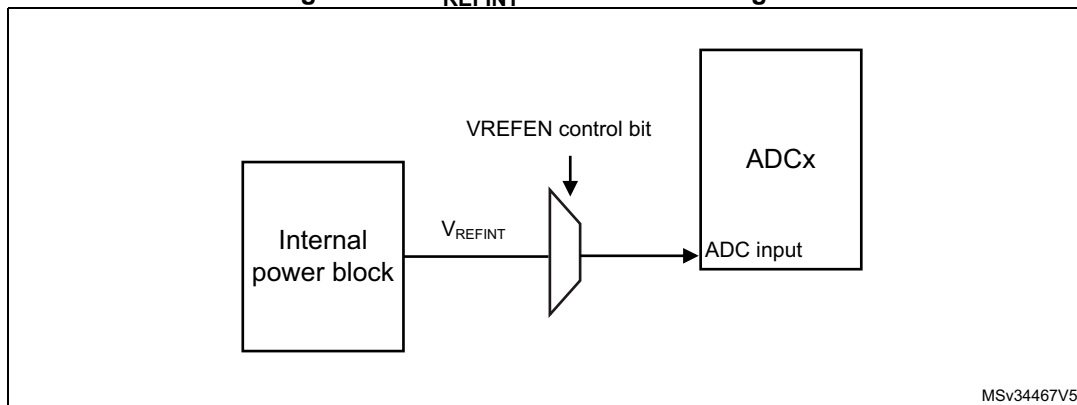 VREFEN control bit
ADCx
Internal
power block
VREFINT
ADC input
MSv34467V5